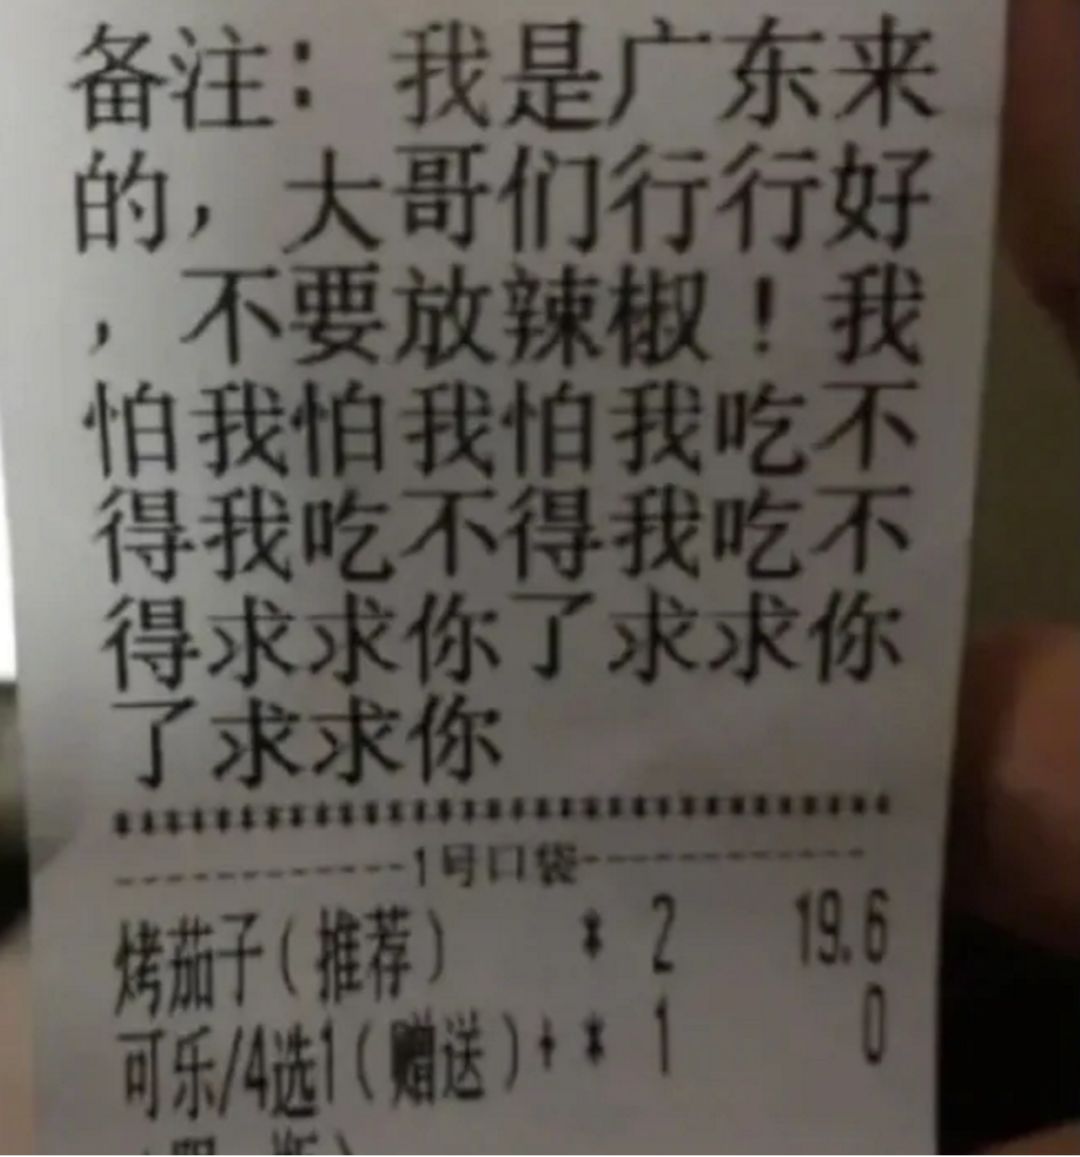 备注：我是广东来
的，大哥们行行好
，不要放辣椒！我
怕我怕我怕我吃不
得我吃不得我吃不
得求求你了求求你
了求求你
********************************
------------1号口袋------------
烤茄子(推荐) * 2 19.6
可乐/4选1(赠送)+ * 1 0